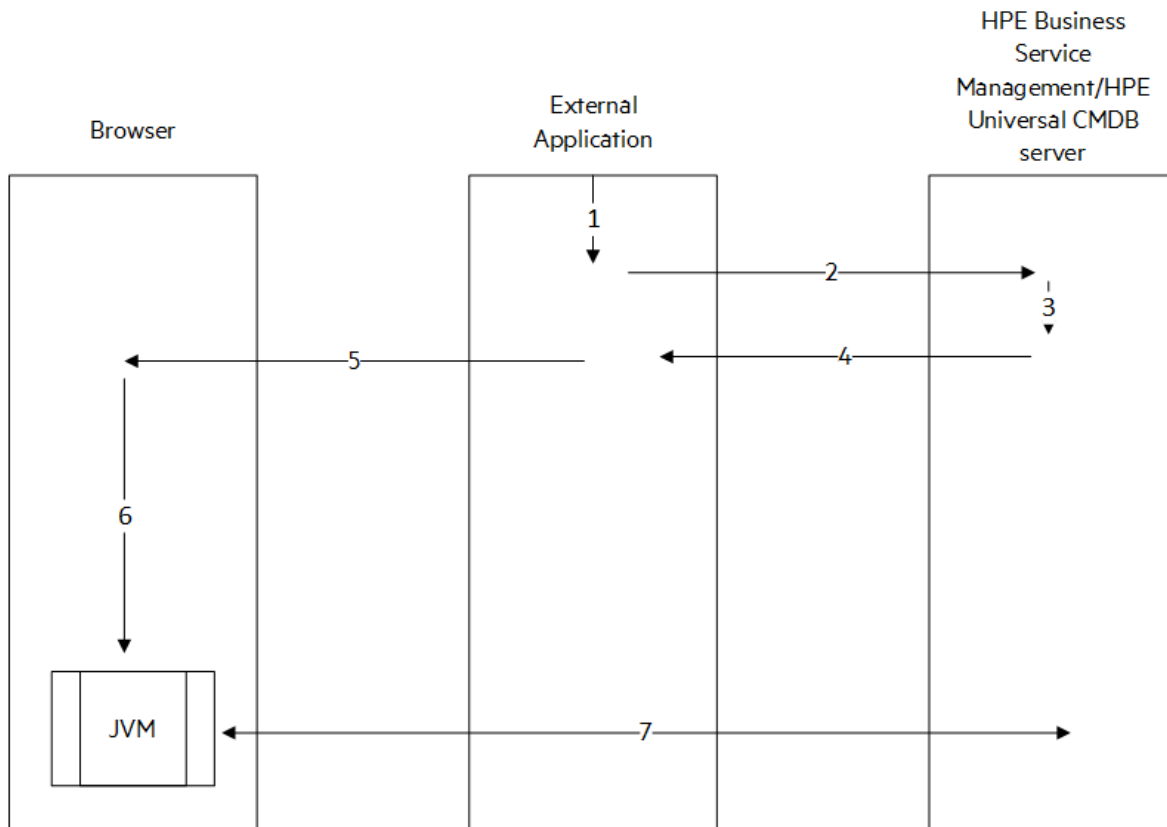 HPE Business
Service
Management/HPE
Universal CMDB
server
External
Application
Browser
1
2
3
4
5
6
7
JVM